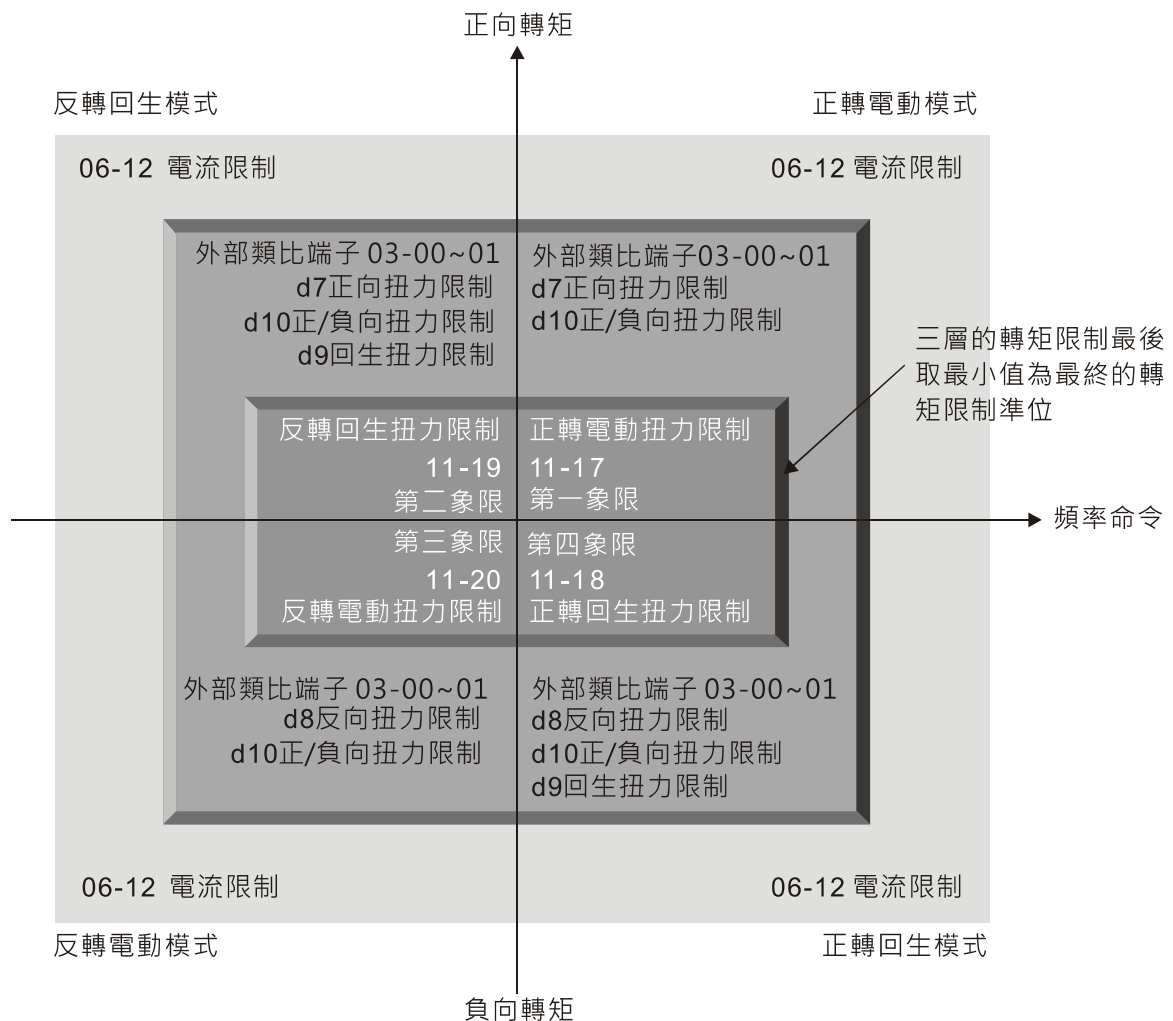 正向轉矩
反轉回生模式
正轉電動模式
06-12 電流限制
06-12 電流限制
外部類比端子 03-00~01
d7正向扭力限制
d10正/負向扭力限制
d9回生扭力限制
外部類比端子03-00~01
d7正向扭力限制
d10正/負向扭力限制
三層的轉矩限制最後
取最小值為最終的轉
矩限制準位
反轉回生扭力限制
11-19
第二象限
正轉電動扭力限制
11-17
第一象限
頻率命令
第三象限
11-20
反轉電動扭力限制
第四象限
11-18
正轉回生扭力限制
外部類比端子 03-00~01
d8反向扭力限制
d10正/負向扭力限制
外部類比端子 03-00~01
d8反向扭力限制
d10正/負向扭力限制
d9回生扭力限制
06-12 電流限制
06-12 電流限制
反轉電動模式
正轉回生模式
負向轉矩